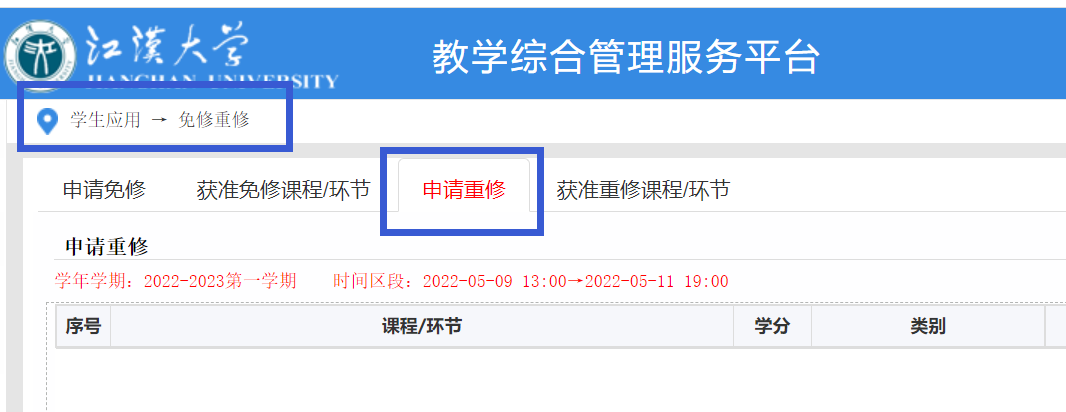 江漢大学
JIANGHAN UNIVERSITY
教学综合管理服务平台
学生应用 → 免修重修
申请免修 获准免修课程/环节 申请重修 获准重修课程/环节
申请重修
学年学期：2022-2023第一学期 时间区段：2022-05-09 13:00→2022-05-11 19:00
序号 课程/环节 学分 类别